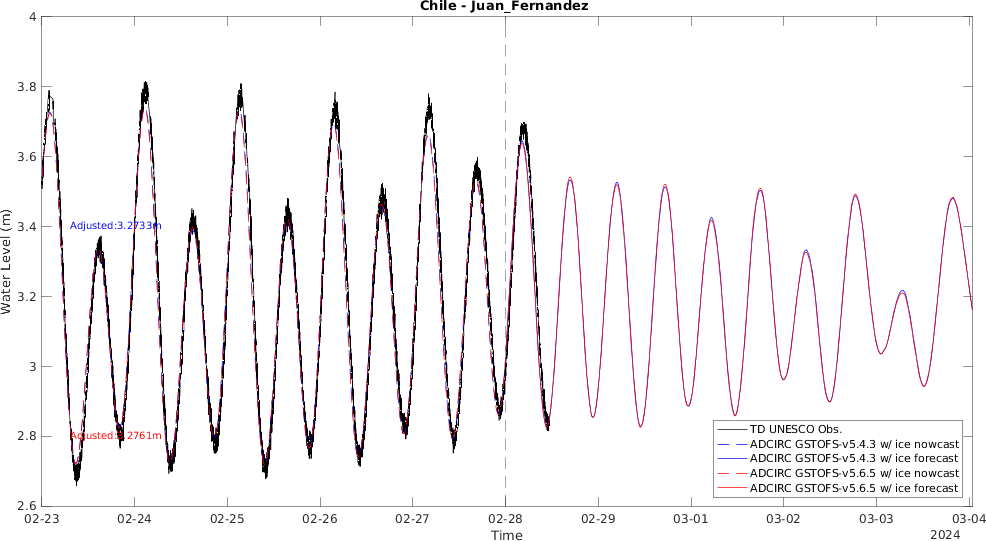 Chile - Juan_Fernandez
Water Level (m)
4
3.8
3.6
3.4
3.2
3
2.8
2.6
Adjusted:3.2733m
Adjusted:3.2761m
TD UNESCO Obs.
ADCIRC GSTOFS-v5.4.3 w/ ice nowcast
ADCIRC GSTOFS-v5.4.3 w/ ice forecast
ADCIRC GSTOFS-v5.6.5 w/ ice nowcast
ADCIRC GSTOFS-v5.6.5 w/ ice forecast
02-23 02-24 02-25 02-26 02-27 02-28 02-29 03-01 03-02 03-03 03-04
Time
2024